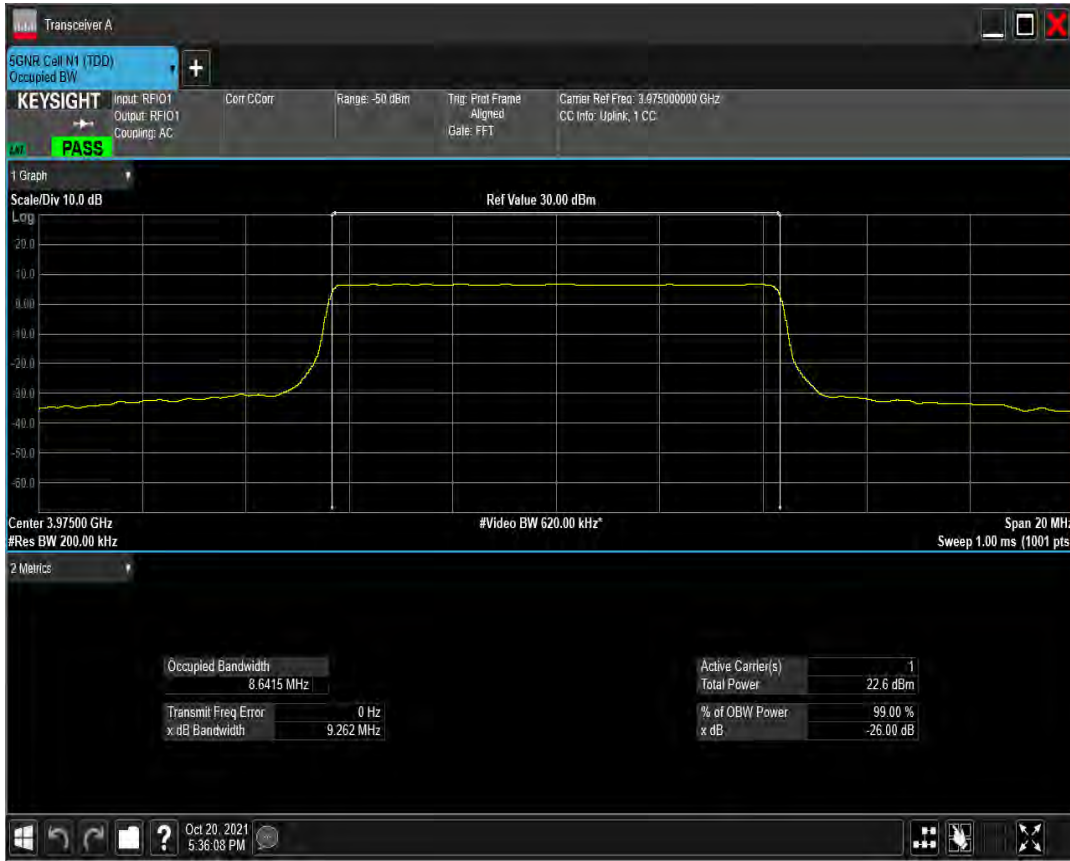 Transceiver A
5GNR Cell N1 (TDD)
Occupied BW
+
KEYSIGHT
Input: RFIO1
Output: RFIO1
Coupling: AC
Corr CCorr
Range: -50 dBm
Trig: Prot Frame
Aligned
Gate: FFT
Carrier Ref Freq: 3.975000000 GHz
CC Info: Uplink, 1 CC
PASS
1 Graph
Scale/Div 10.0 dB
Ref Value 30.00 dBm
Log
20.0
10.0
0.00
-10.0
-20.0
-30.0
-40.0
-50.0
-60.0
Center 3.97500 GHz
#Video BW 620.00 kHz*
Span 20 MHz
#Res BW 200.00 kHz
Sweep 1.00 ms (1001 pts
2 Metrics
Occupied Bandwidth
8.6415 MHz
Transmit Freq Error 0 Hz
x dB Bandwidth 9.262 MHz
Active Carrier(s) 1
Total Power 22.6 dBm
% of OBW Power 99.00 %
x dB -26.00 dB
?
Oct 20, 2021
5:36:08 PM